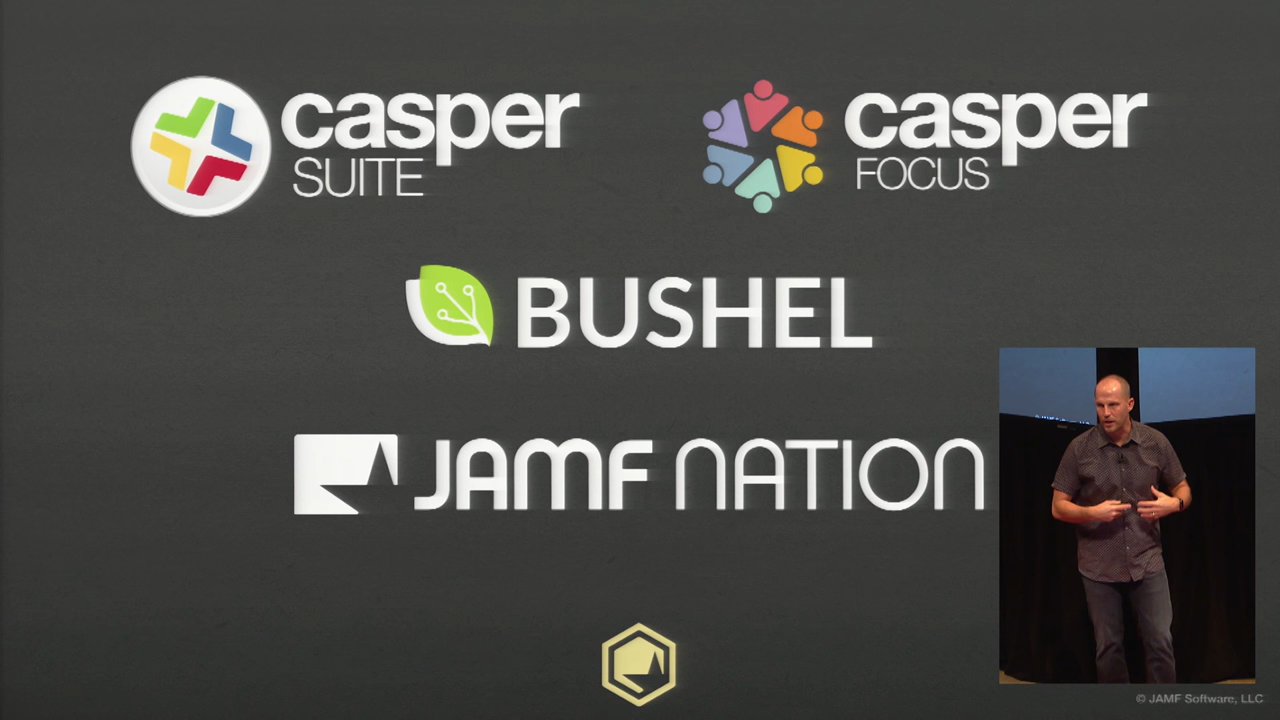 casper
SUITE
casper
FOCUS
BUSHEL
JAMF NATION
© JAMF Software, LLC